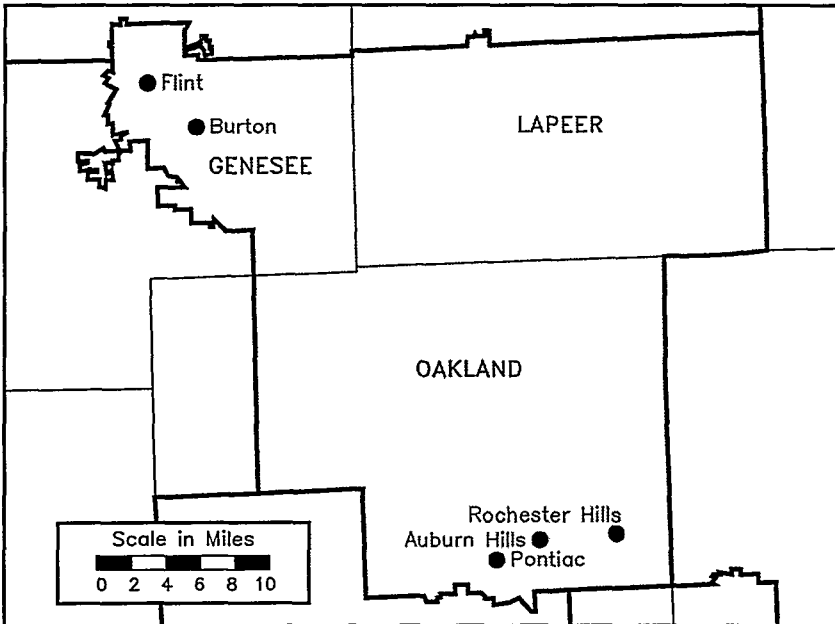 Flint
Burton
GENESEE
LAPEER
OAKLAND
Rochester Hills
Auburn Hills
Pontiac
Scale in Miles
0 2 4 6 8 10